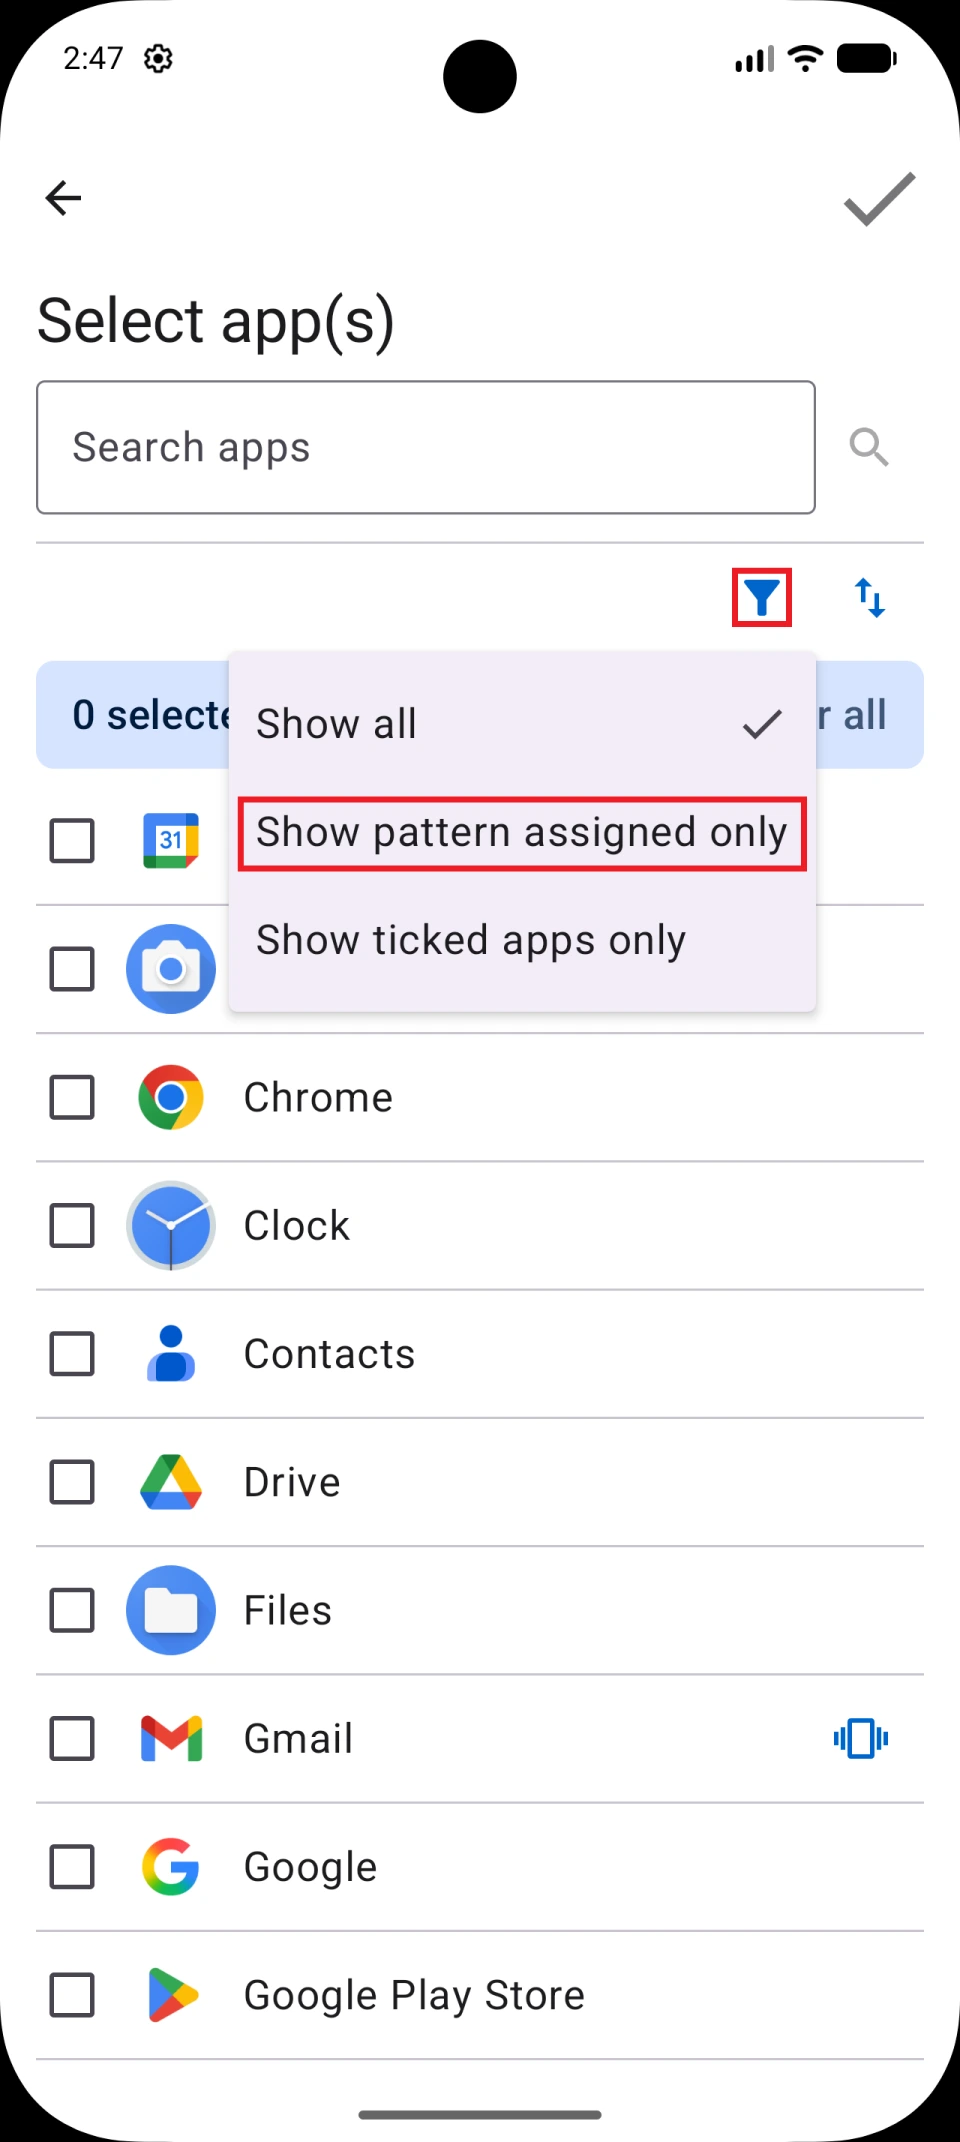 2:47
Select app(s)
Search apps
0 selecte
r all
Show all
Show pattern assigned only
Show ticked apps only
31
Chrome
Clock
Contacts
Drive
Files
Gmail
Google
Google Play Store